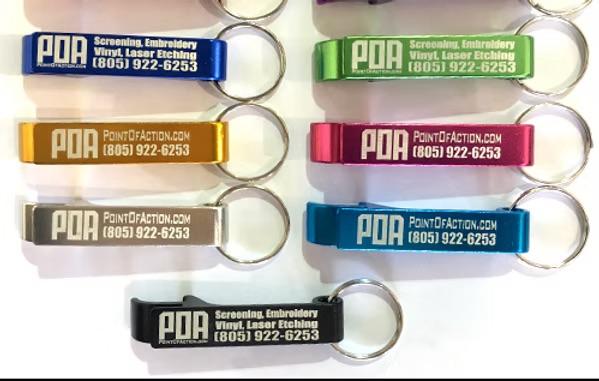 POA
POINTOFACTION.COM
Screening, Embroidery
Vinyl, Laser Etching
(805) 922-6253
POA
POINTOFACTION.COM
Screening, Embroidery
Vinyl, Laser Etching
(805) 922-6253
POA
POINTOFACTION.COM
(805) 922-6253
POA
POINTOFACTION.COM
(805) 922-6253
POA
POINTOFACTION.COM
(805) 922-6253
POA
POINTOFACTION.COM
(805) 922-6253
POA
POINTOFACTION.COM
Screening, Embroidery
Vinyl, Laser Etching
(805) 922-6253